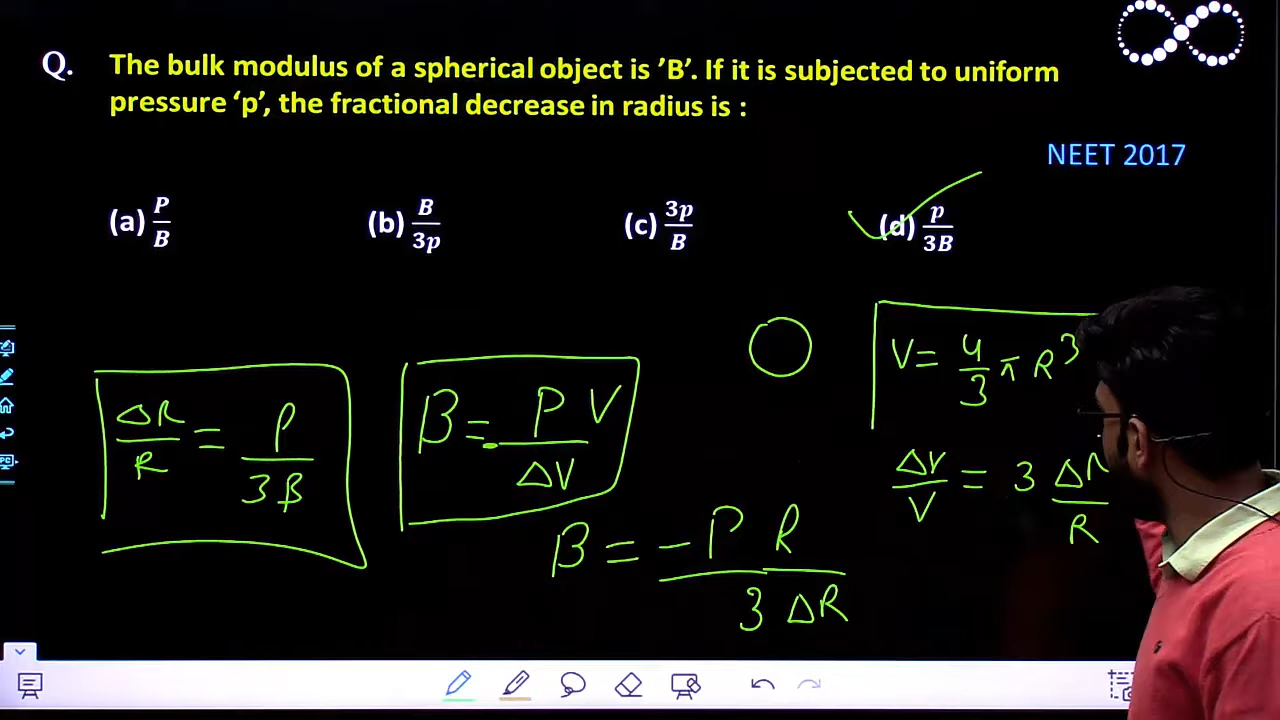 Q. The bulk modulus of a spherical object is 'B'. If it is subjected to uniform
pressure 'p', the fractional decrease in radius is :
NEET 2017
(a) P/B (b) B/3p (c) 3p/B (d) p/3B
V = 4/3 π R³
ΔR/R = P/3B
B = - P V/ΔV
ΔV/V = 3 ΔR/R
B = -P R/3 ΔR
PC